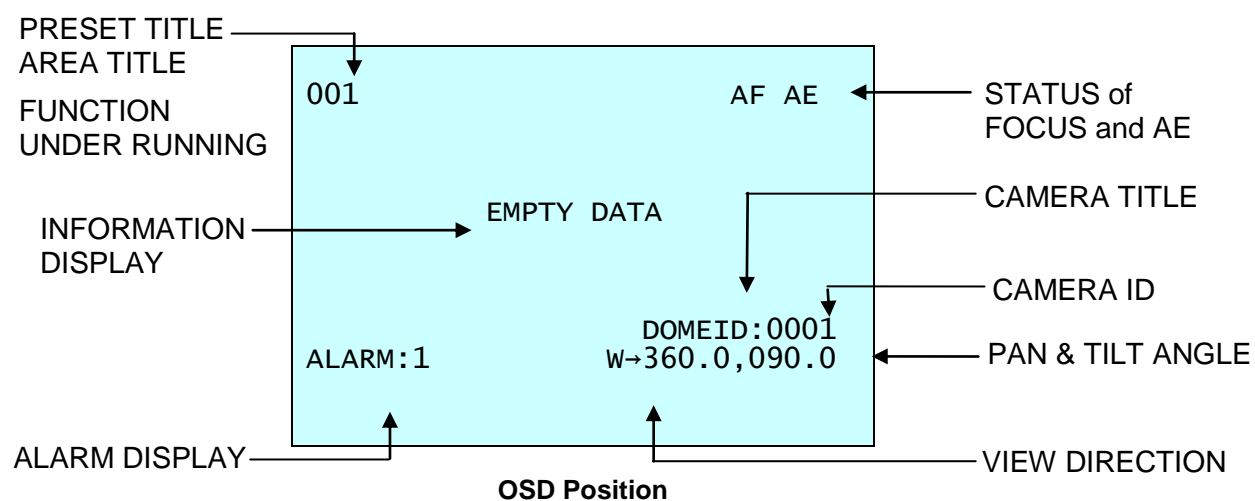 PRESET TITLE
AREA TITLE
FUNCTION
UNDER RUNNING
001
AF AE
STATUS of
FOCUS and AE
CAMERA TITLE
EMPTY DATA
INFORMATION
DISPLAY
CAMERA ID
DOMEID:0001
ALARM:1
W→360.0,090.0
PAN & TILT ANGLE
ALARM DISPLAY
VIEW DIRECTION
OSD Position